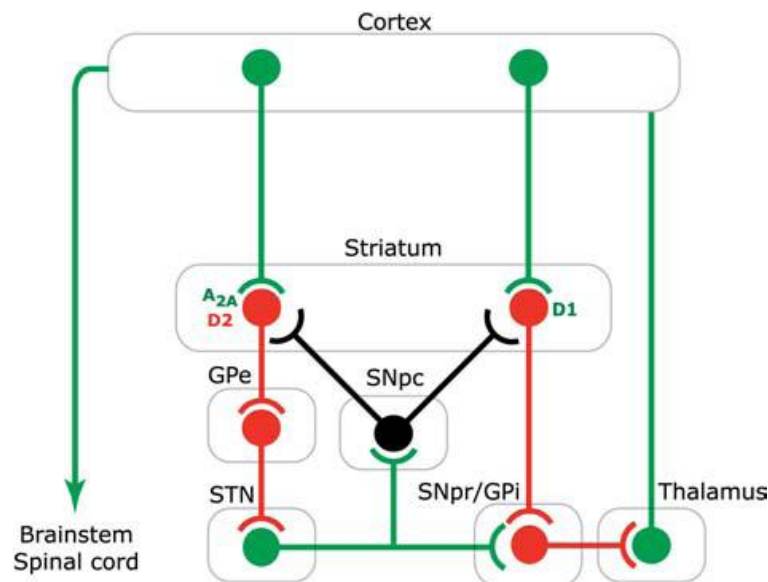 Cortex
Striatum
A2A
D2
D1
GPe
SNpc
STN
SNpr/GPi
Thalamus
Brainstem
Spinal cord